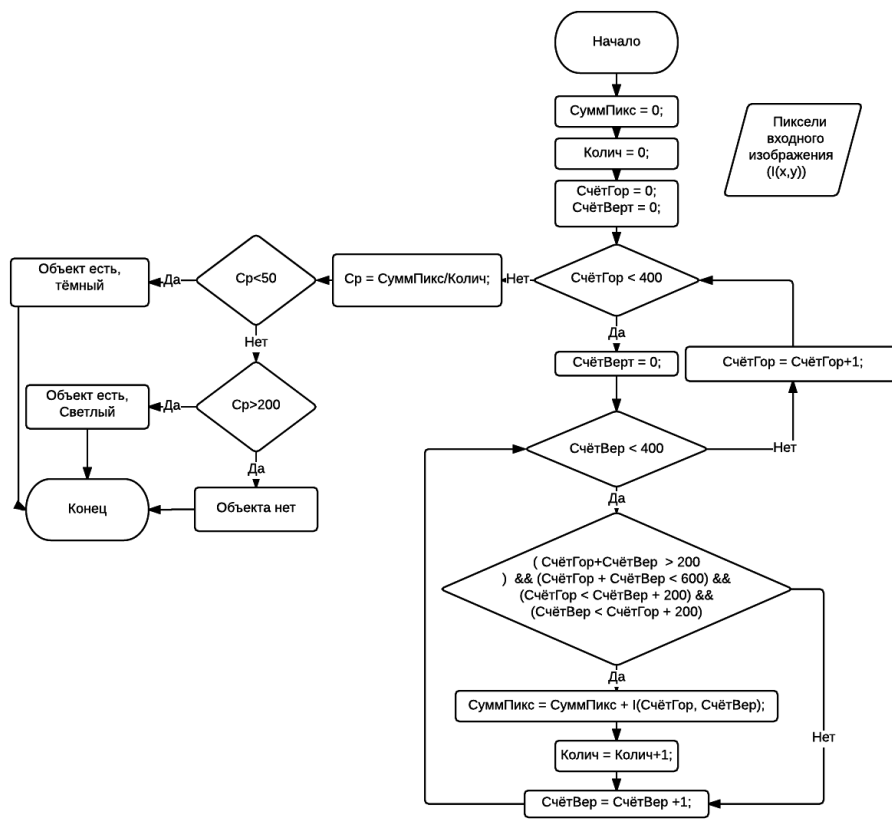 Начало
СуммПикс = 0;
Колич = 0;
СчётГор = 0;
СчётВерт = 0;
Пиксели
входного
изображения
(I(x,y))
СчётГор < 400
Нет
Ср = СуммПикс/Колич;
Ср<50
Да
Объект есть,
тёмный
Нет
Ср>200
Да
Объект есть,
Светлый
Да
Объекта нет
Конец
Да
СчётВерт = 0;
СчётГор = СчётГор+1;
СчётВер < 400
Нет
Да
( СчётГор+СчётВер > 200
) && (СчётГор + СчётВер < 600) &&
(СчётГор < СчётВер + 200) &&
(СчётВер < СчётГор + 200)
Да
Нет
СуммПикс = СуммПикс + I(СчётГор, СчётВер);
Колич = Колич+1;
СчётВер = СчётВер +1;